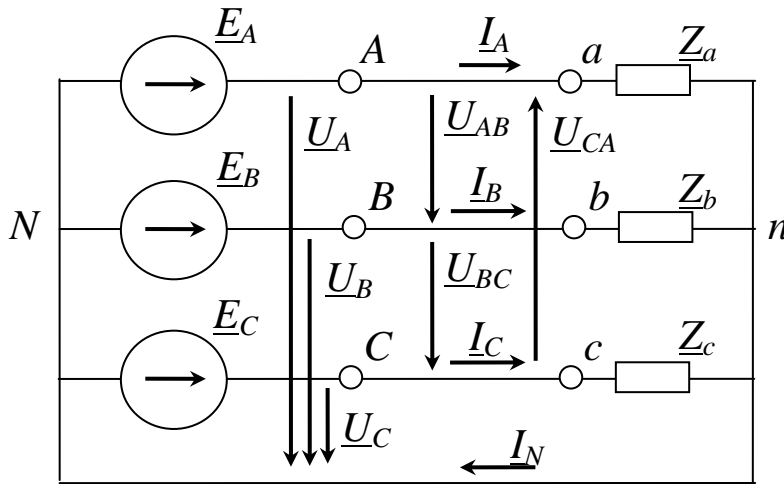 E_A A I_A a Z_a
U_A U_AB U_CA
E_B B I_B b Z_b
N n
U_B U_BC
E_C C I_C c Z_c
U_C I_N